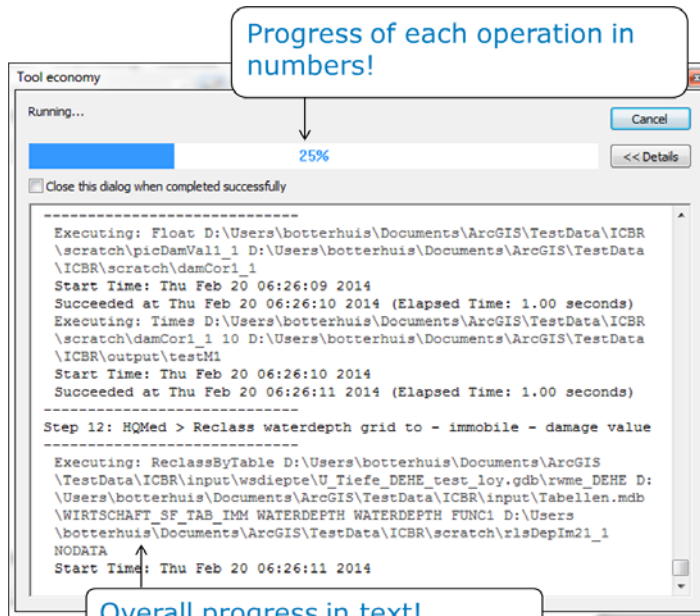 Progress of each operation in
numbers!
Tool economy
Running...
Cancel
25%
<< Details
Close this dialog when completed successfully
-----------------------------
Executing: Float D:\Users\botterhuis\Documents\ArcGIS\TestData\ICBR
\scratch\picDamVal1_1 D:\Users\botterhuis\Documents\ArcGIS\TestData
\ICBR\scratch\damCor1_1
Start Time: Thu Feb 20 06:26:09 2014
Succeeded at Thu Feb 20 06:26:10 2014 (Elapsed Time: 1.00 seconds)
Executing: Times D:\Users\botterhuis\Documents\ArcGIS\TestData\ICBR
\scratch\damCor1_1 10 D:\Users\botterhuis\Documents\ArcGIS\TestData
\ICBR\output\testM1
Start Time: Thu Feb 20 06:26:10 2014
Succeeded at Thu Feb 20 06:26:11 2014 (Elapsed Time: 1.00 seconds)
-----------------------------
Step 12: HQMed > Reclass waterdepth grid to - immobile - damage value
-----------------------------
Executing: ReclassByTable D:\Users\botterhuis\Documents\ArcGIS
\TestData\ICBR\input\wsdiepte\U_Tiefe_DEHE_test_loy.gdb\rwme_DEHE D:
\Users\botterhuis\Documents\ArcGIS\TestData\ICBR\input\Tabellen.mdb
\WIRTSCHAFT_SF_TAB_IMM WATERDEPTH WATERDEPTH FUNC1 D:\Users
\botterhuis\Documents\ArcGIS\TestData\ICBR\scratch\rlsDepIm21_1
NODATA
Start Time: Thu Feb 20 06:26:11 2014
Overall progress in text!